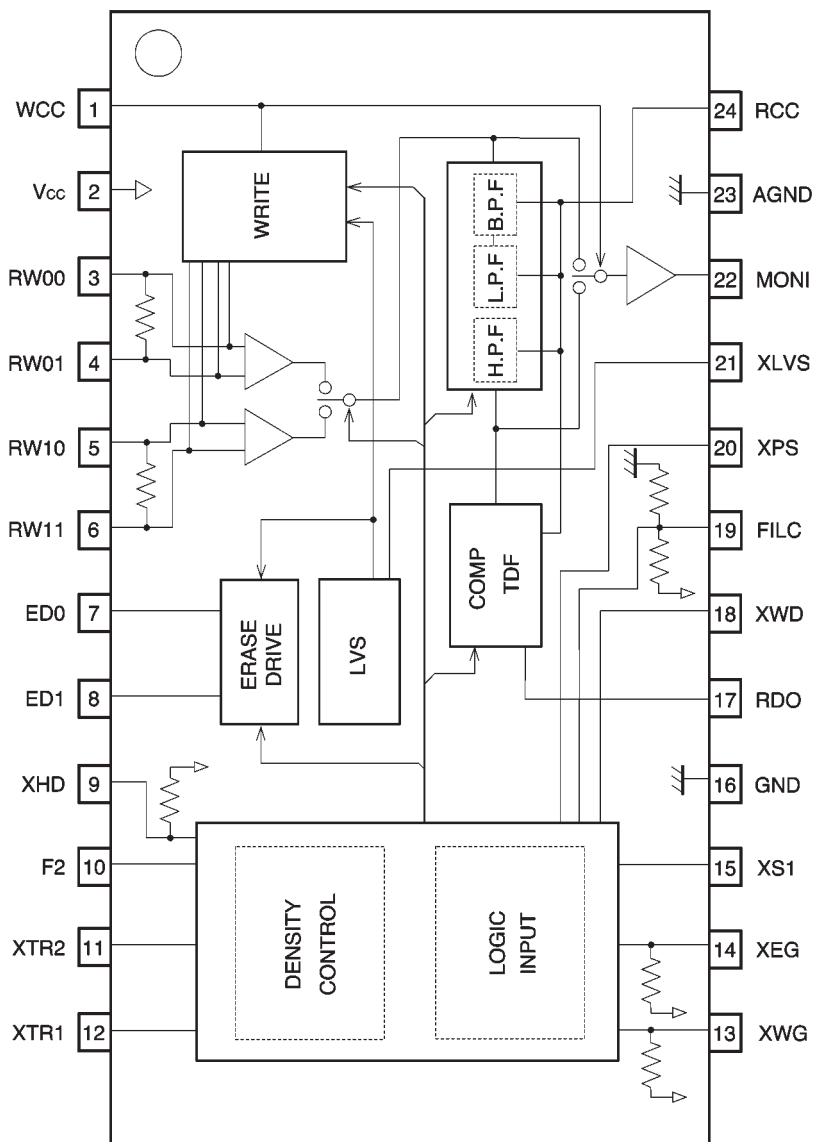 WCC 1
Vcc 2
RW00 3
RW01 4
RW10 5
RW11 6
ED0 7
ED1 8
XHD 9
F2 10
XTR2 11
XTR1 12
24 RCC
23 AGND
22 MONI
21 XLVS
20 XPS
19 FILC
18 XWD
17 RDO
16 GND
15 XS1
14 XEG
13 XWG
WRITE
B.P.F
L.P.F
H.P.F
COMP
TDF
ERASE
DRIVE
LVS
DENSITY
CONTROL
LOGIC
INPUT